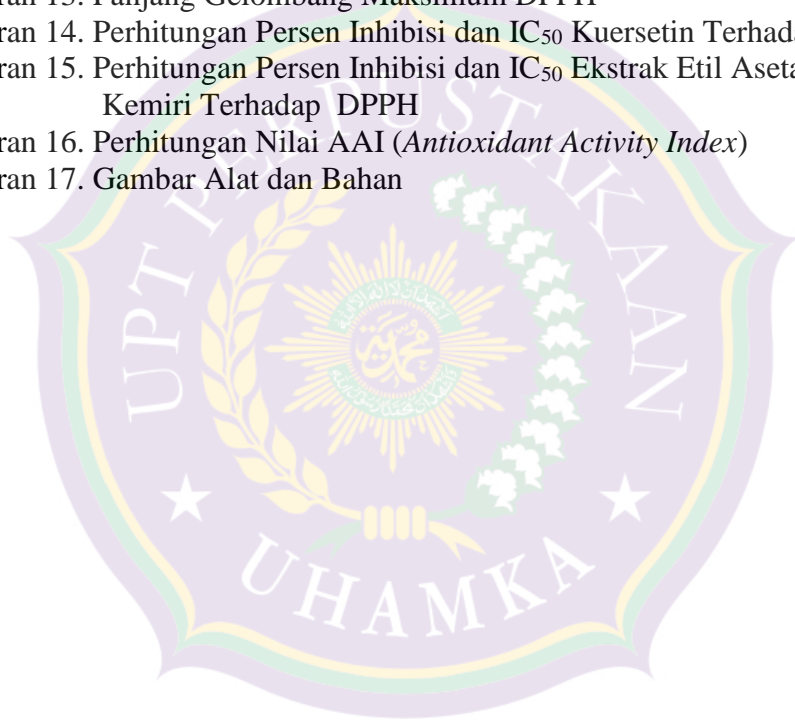 ran 13. Panjang Gelombang Maksimum DPPH
ran 14. Perhitungan Persen Inhibisi dan IC₅₀ Kuersetin Terhada
ran 15. Perhitungan Persen Inhibisi dan IC₅₀ Ekstrak Etil Aseta
Kemiri Terhadap DPPH
ran 16. Perhitungan Nilai AAI (Antioxidant Activity Index)
ran 17. Gambar Alat dan Bahan
UPT PERPUSTAKAAN
UHAMKA